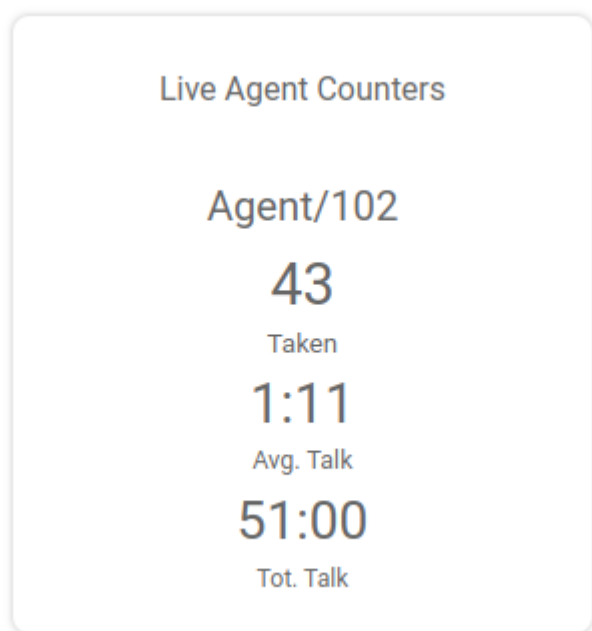 Live Agent Counters
Agent/102
43
Taken
1:11
Avg. Talk
51:00
Tot. Talk